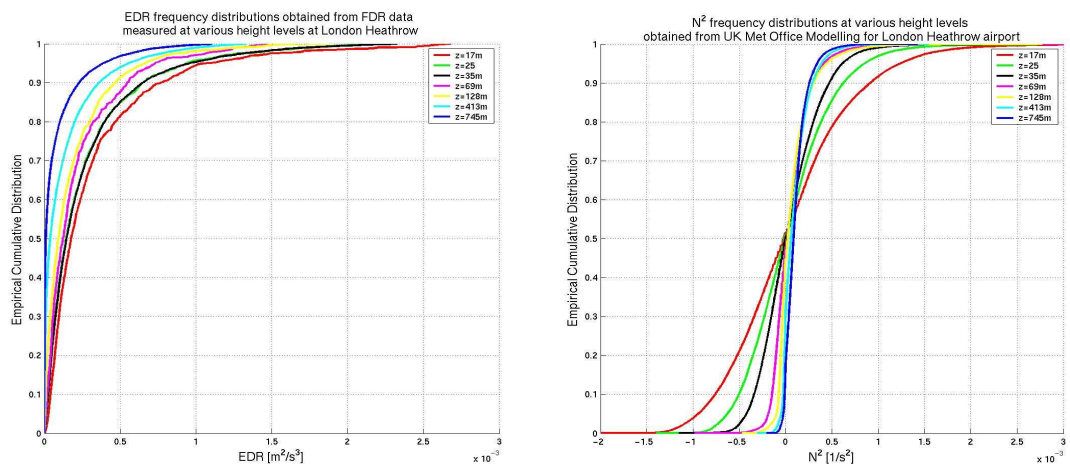 EDR frequency distributions obtained from FDR data
measured at various height levels at London Heathrow
Empirical Cumulative Distribution
1
0.9
0.8
0.7
0.6
0.5
0.4
0.3
0.2
0.1
0
z=17m
z=25
z=35m
z=69m
z=128m
z=413m
z=745m
0 0.5 1 1.5 2 2.5 3
EDR [m²/s³]
x 10⁻³
N² frequency distributions at various height levels
obtained from UK Met Office Modelling for London Heathrow airport
Empirical Cumulative Distribution
1
0.9
0.8
0.7
0.6
0.5
0.4
0.3
0.2
0.1
0
z=17m
z=25
z=35m
z=69m
z=128m
z=413m
z=745m
−2 −1.5 −1 −0.5 0 0.5 1 1.5 2 2.5 3
N² [1/s²]
x 10⁻³